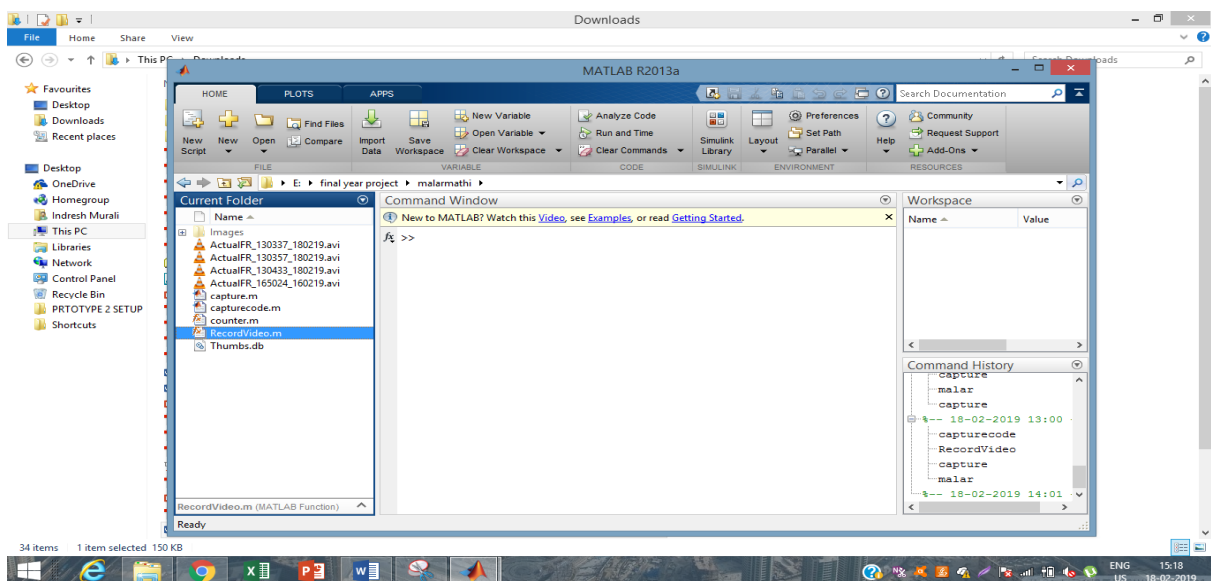 Downloads
File Home Share View
This PC Downloads
Search Downloads
Favourites
Desktop
Downloads
Recent places
Desktop
OneDrive
Homegroup
Indresh Murali
This PC
Libraries
Network
Control Panel
Recycle Bin
PRTOTYPE 2 SETUP
Shortcuts
34 items 1 item selected 150 KB
MATLAB R2013a
HOME PLOTS APPS
Search Documentation
New Script
New
Open
Find Files
Compare
FILE
Import Data
Save Workspace
New Variable
Open Variable
Clear Workspace
VARIABLE
Analyze Code
Run and Time
Clear Commands
CODE
Simulink Library
SIMULINK
Layout
Preferences
Set Path
Parallel
ENVIRONMENT
Help
Community
Request Support
Add-Ons
RESOURCES
E: final year project malarmathi
Current Folder
Name
Images
ActualFR_130337_180219.avi
ActualFR_130357_180219.avi
ActualFR_130433_180219.avi
ActualFR_165024_160219.avi
capture.m
capturecode.m
counter.m
RecordVideo.m
Thumbs.db
RecordVideo.m (MATLAB Function)
Command Window
New to MATLAB? Watch this Video, see Examples, or read Getting Started.
fx >>
Workspace
Name Value
Command History
capture
malar
capture
%-- 18-02-2019 13:00
capturecode
RecordVideo
capture
malar
%-- 18-02-2019 14:01
Ready
ENG 15:18
US 18-02-2019